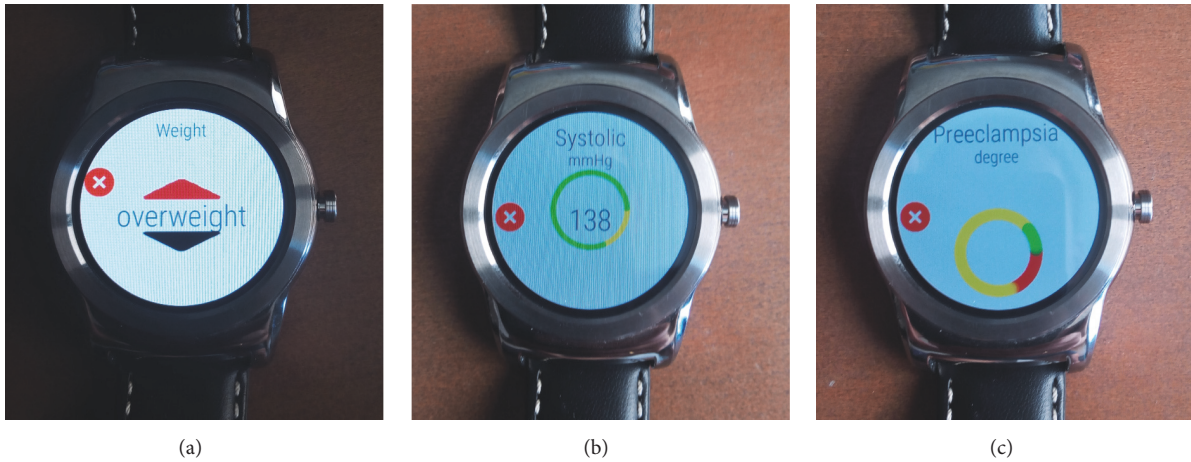 Weight
overweight
Systolic
mmHg
138
Preeclampsia
degree
(a)
(b)
(c)